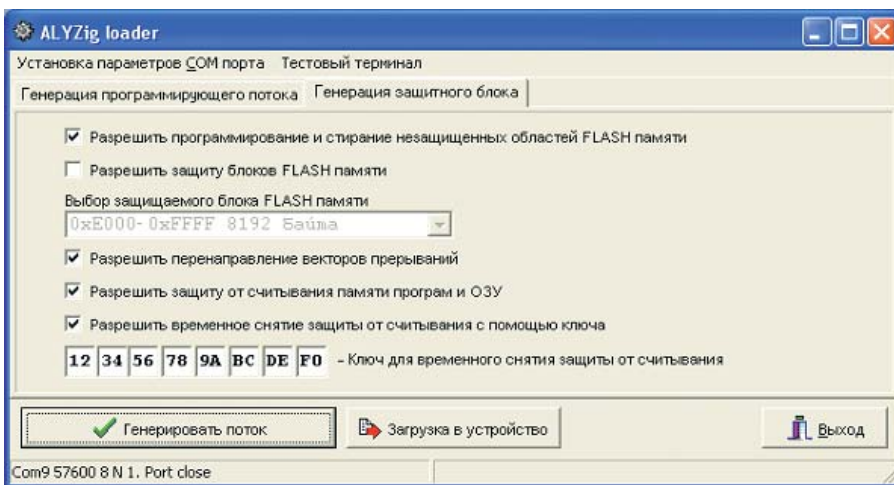 ALYZig loader
Установка параметров COM порта Тестовый терминал
Генерация программирующего потока Генерация защитного блока
Разрешить программирование и стирание незащищенных областей FLASH памяти
Разрешить защиту блоков FLASH памяти
Выбор защищаемого блока FLASH памяти
0xE000- 0xFFFF 8192 Байта
Разрешить перенаправление векторов прерываний
Разрешить защиту от считывания памяти програм и ОЗУ
Разрешить временное снятие защиты от считывания с помощью ключа
12 34 56 78 9A BC DE F0 - Ключ для временного снятия защиты от считывания
Генерировать поток Загрузка в устройство Выход
Com9 57600 8 N 1. Port close